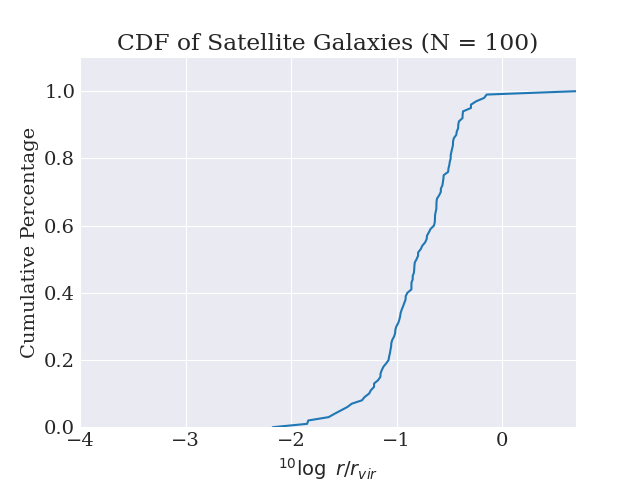 CDF of Satellite Galaxies (N = 100)
Cumulative Percentage
1.0
0.8
0.6
0.4
0.2
0.0
−4 −3 −2 −1 0
¹⁰log r/r_vir